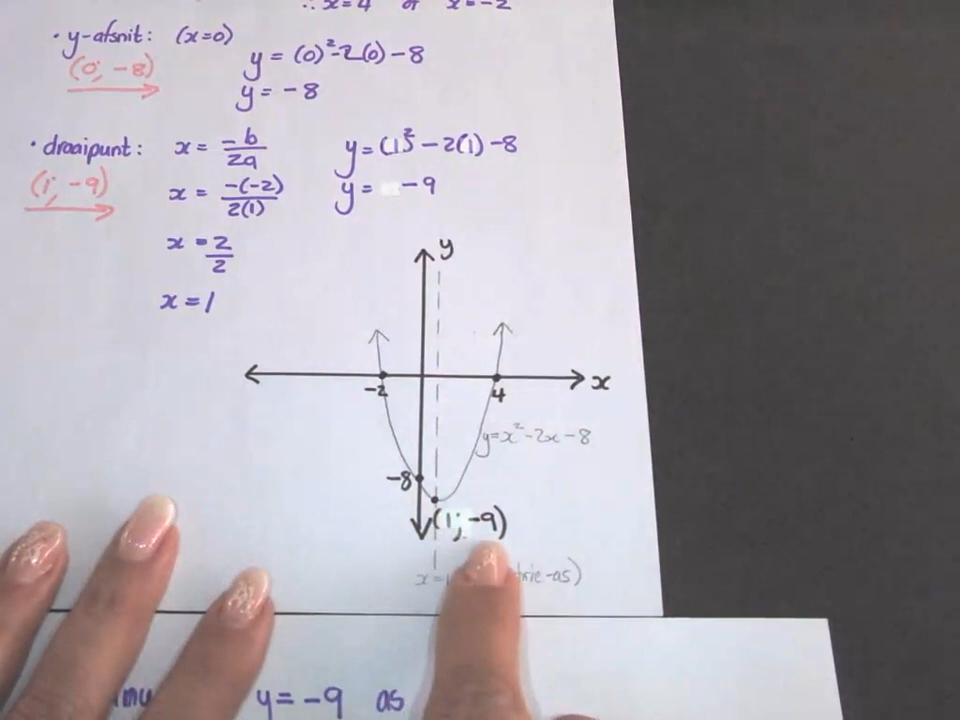 ∴ x=4 of x=-2
• y-afsnit: (x=0)
y = (0)²-2(0)-8
(0; -8)
y = -8
• draaipunt:
(1; -9)
x = -b/2a
x = -(-2)/2(1)
x = 2/2
x = 1
y = (1)² - 2(1) - 8
y = -9
y
x
-2
4
y=x²-2x-8
-8
(1; -9)
y = -9 as